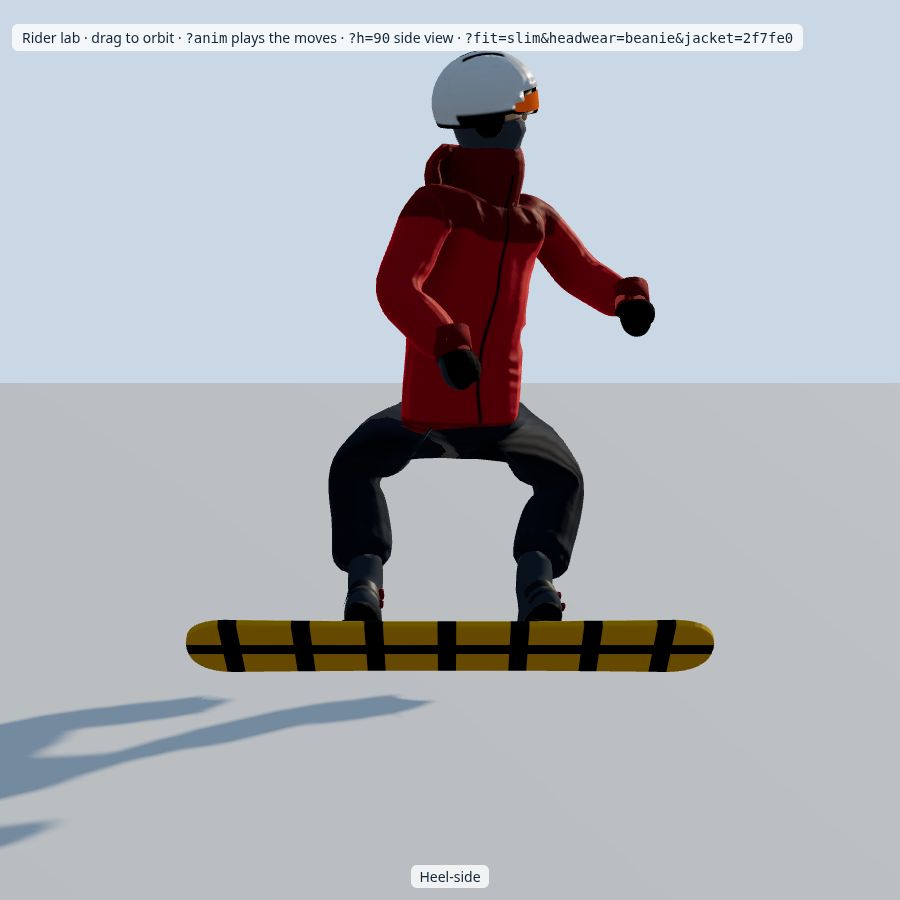 Rider lab · drag to orbit · ?anim plays the moves · ?h=90 side view · ?fit=slim&headwear=beanie&jacket=2f7fe0
Heel-side